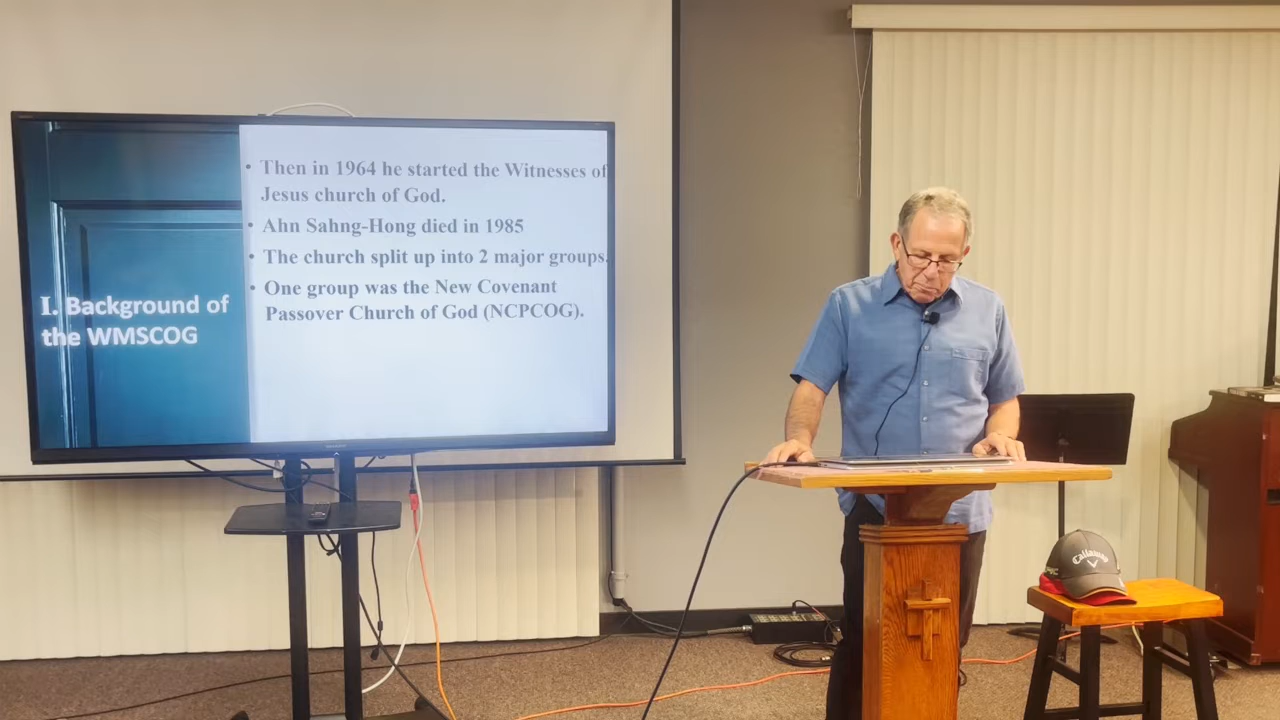 I. Background of
the WMSCOG
• Then in 1964 he started the Witnesses of
Jesus church of God.
• Ahn Sahng-Hong died in 1985
• The church split up into 2 major groups.
• One group was the New Covenant
Passover Church of God (NCPCOG).
Callaway